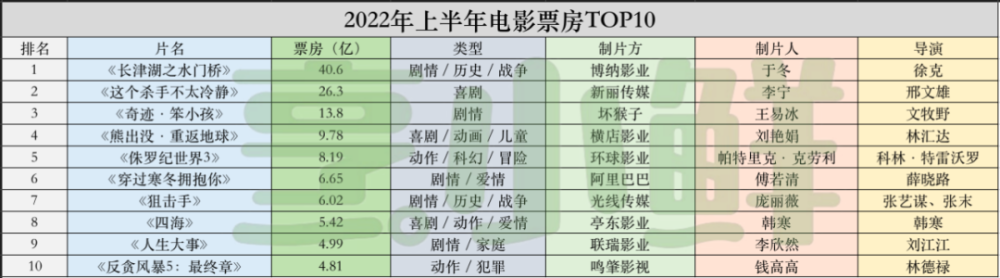 2022年上半年电影票房TOP10
排名 片名 票房（亿） 类型 制片方 制片人 导演
1 《长津湖之水门桥》 40.6 剧情/历史/战争 博纳影业 于冬 徐克
2 《这个杀手不太冷静》 26.3 喜剧 新丽传媒 李宁 邢文雄
3 《奇迹·笨小孩》 13.8 剧情 坏猴子 王易冰 文牧野
4 《熊出没·重返地球》 9.78 喜剧/动画/儿童 横店影业 刘艳娟 林汇达
5 《侏罗纪世界3》 8.19 动作/科幻/冒险 环球影业 帕特里克·克劳利 科林·特雷沃罗
6 《穿过寒冬拥抱你》 6.65 剧情/爱情 阿里巴巴 傅若清 薛晓路
7 《狙击手》 6.02 剧情/历史/战争 光线传媒 庞丽薇 张艺谋、张末
8 《四海》 5.42 喜剧/动作/爱情 亭东影业 韩寒 韩寒
9 《人生大事》 4.99 剧情/家庭 联瑞影业 李欣然 刘江江
10 《反贪风暴5：最终章》 4.81 动作/犯罪 鸣肇影视 钱高高 林德禄